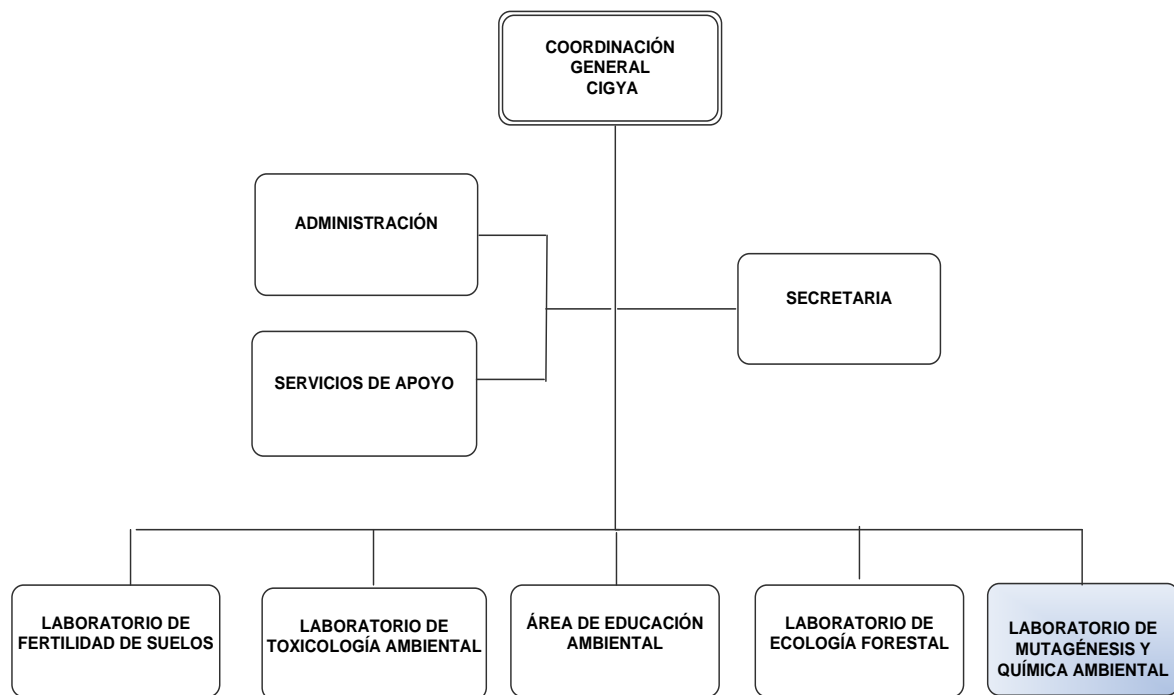 COORDINACIÓN
GENERAL
CIGYA
ADMINISTRACIÓN
SECRETARIA
SERVICIOS DE APOYO
LABORATORIO DE
FERTILIDAD DE SUELOS
LABORATORIO DE
TOXICOLOGÍA AMBIENTAL
ÁREA DE EDUCACIÓN
AMBIENTAL
LABORATORIO DE
ECOLOGÍA FORESTAL
LABORATORIO DE
MUTAGÉNESIS Y
QUÍMICA AMBIENTAL